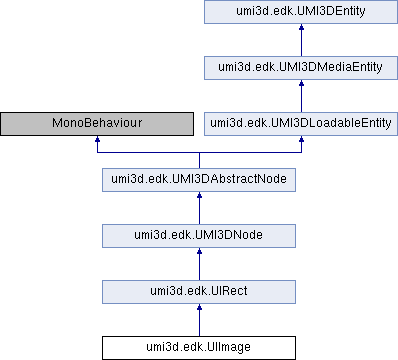 umi3d.edk.UMI3DEntity
umi3d.edk.UMI3DMediaEntity
MonoBehaviour
umi3d.edk.UMI3DLoadableEntity
umi3d.edk.UMI3DAbstractNode
umi3d.edk.UMI3DNode
umi3d.edk.UIRect
umi3d.edk.UIImage